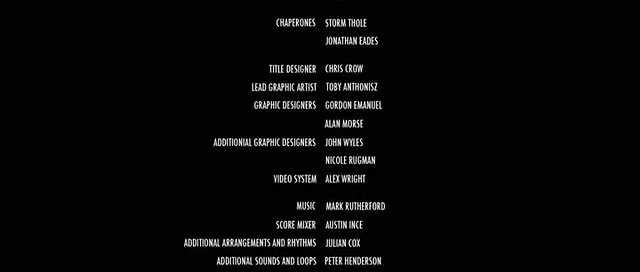 CHAPERONES STORM THOLE
JONATHAN EADES
TITLE DESIGNER CHRIS CROW
LEAD GRAPHIC ARTIST TOBY ANTHONISZ
GRAPHIC DESIGNERS GORDON EMANUEL
ALAN MORSE
ADDITIONIAL GRAPHIC DESIGNERS JOHN WYLES
NICOLE RUGMAN
VIDEO SYSTEM ALEX WRIGHT
MUSIC MARK RUTHERFORD
SCORE MIXER AUSTIN INCE
ADDITIONAL ARRANGEMENTS AND RHYTHMS JULIAN COX
ADDITIONAL SOUNDS AND LOOPS PETER HENDERSON